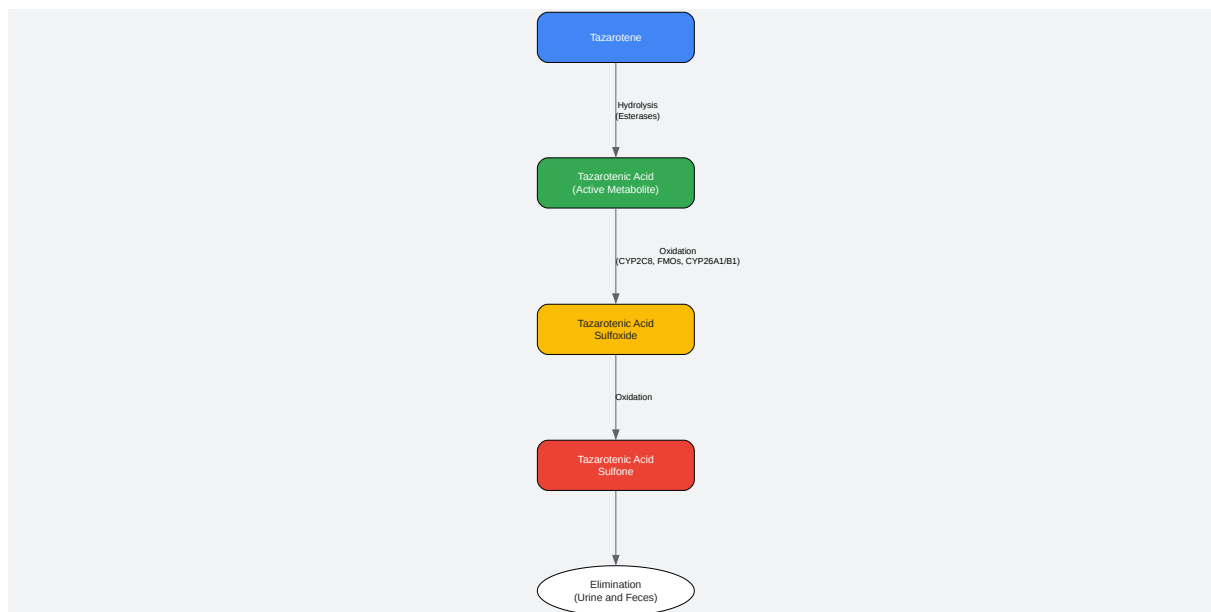 Tazarotene
Hydrolysis
(Esterases)
Tazarotenic Acid
(Active Metabolite)
Oxidation
(CYP2C8, FMOs, CYP26A1/B1)
Tazarotenic Acid
Sulfoxide
Oxidation
Tazarotenic Acid
Sulfone
Elimination
(Urine and Feces)